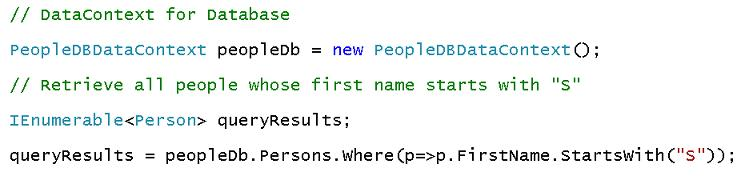 // DataContext for Database
PeopleDBDataContext peopleDb = new PeopleDBDataContext();
// Retrieve all people whose first name starts with "S"
IEnumerable<Person> queryResults;
queryResults = peopleDb.Persons.Where(p=>p.FirstName.StartsWith("S"));